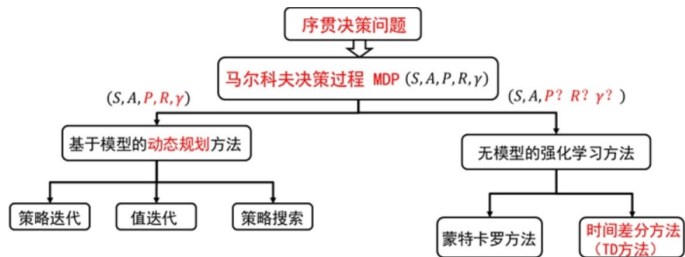 序贯决策问题
马尔科夫决策过程 MDP (S,A,P,R,γ)
(S,A,P,R,γ)
(S,A,P? R? γ?)
基于模型的动态规划方法
无模型的强化学习方法
策略迭代
值迭代
策略搜索
蒙特卡罗方法
时间差分方法
(TD方法)